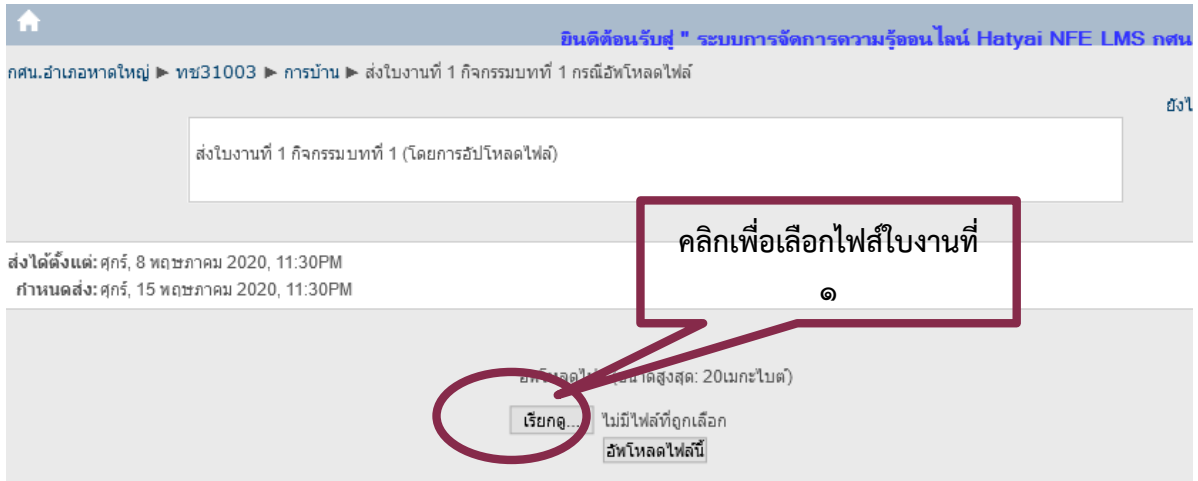 ยินดีต้อนรับสู่ " ระบบการจัดการความรู้ออนไลน์ Hatyai NFE LMS กศน
กศน.อำเภอหาดใหญ่ ► ทช31003 ► การบ้าน ► ส่งใบงานที่ 1 กิจกรรมบทที่ 1 กรณีอัพโหลดไฟล์
ยังไ
ส่งใบงานที่ 1 กิจกรรมบทที่ 1 (โดยการอัปโหลดไฟล์)
คลิกเพื่อเลือกไฟส์ใบงานที่
๑
ส่งได้ตั้งแต่: ศุกร์, 8 พฤษภาคม 2020, 11:30PM
กำหนดส่ง: ศุกร์, 15 พฤษภาคม 2020, 11:30PM
อัพโหลดไฟล์ (ขนาดสูงสุด: 20เมกะไบต์)
เรียกดู... ไม่มีไฟล์ที่ถูกเลือก
อัพโหลดไฟล์นี้